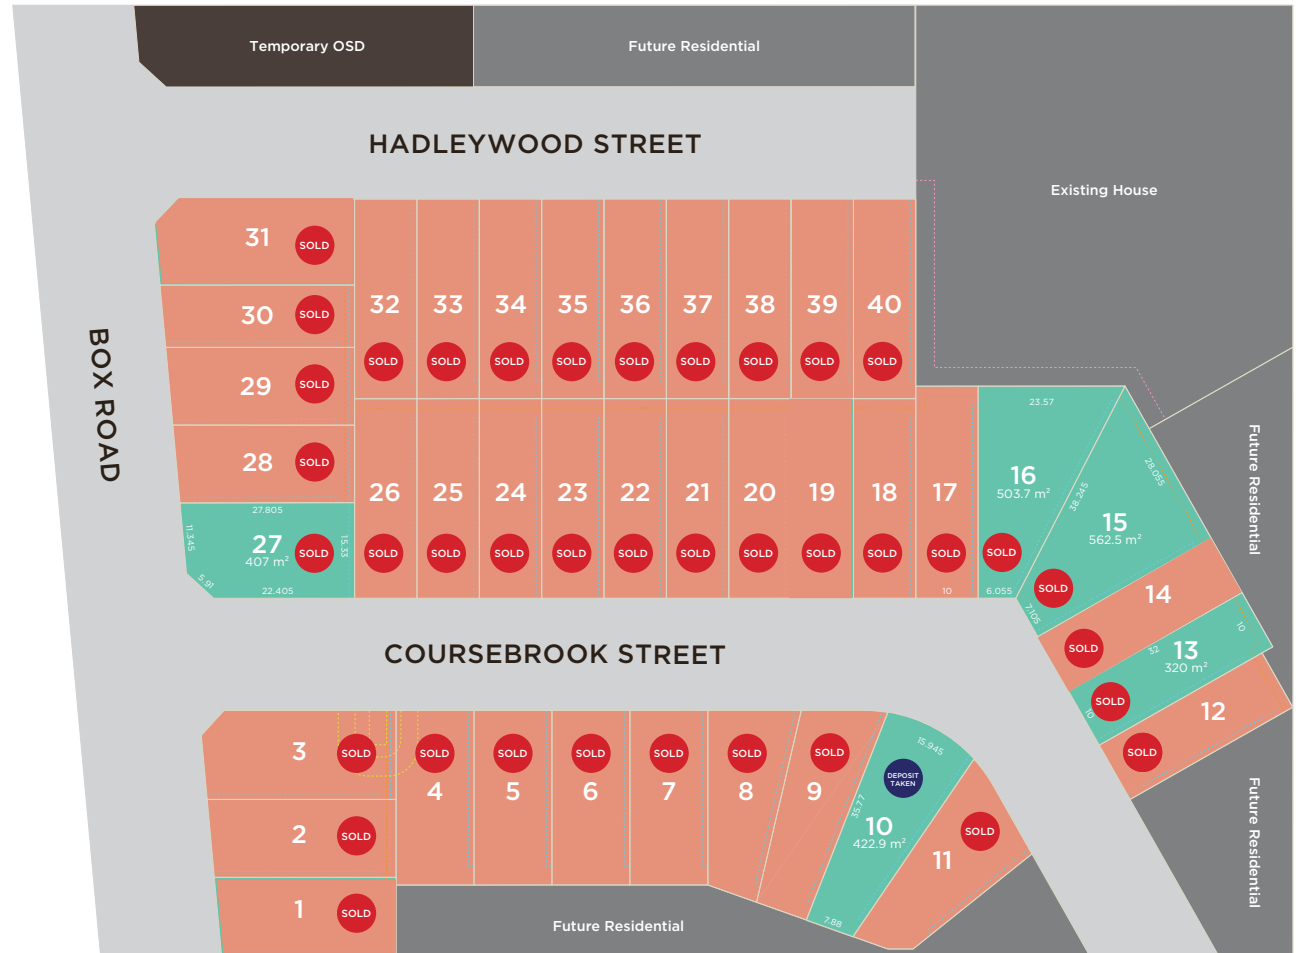 Temporary OSD
Future Residential
HADLEYWOOD STREET
Existing House
BOX ROAD
31
SOLD
30
SOLD
29
SOLD
28
SOLD
27.805
11.345
27
407 m²
SOLD
15.33
5.91
22.405
32
SOLD
33
SOLD
34
SOLD
35
SOLD
36
SOLD
37
SOLD
38
SOLD
39
SOLD
40
SOLD
26
SOLD
25
SOLD
24
SOLD
23
SOLD
22
SOLD
21
SOLD
20
SOLD
19
SOLD
18
SOLD
17
SOLD
10
23.57
16
503.7 m²
SOLD
6.055
38.245
28.055
15
562.5 m²
SOLD
7.105
14
SOLD
10
52
13
320 m²
SOLD
10
12
SOLD
Future Residential
Future Residential
COURSEBROOK STREET
3
SOLD
2
SOLD
1
SOLD
SOLD
4
SOLD
5
SOLD
6
SOLD
7
SOLD
8
SOLD
9
15.945
DEPOSIT
TAKEN
35.77
10
422.9 m²
7.88
SOLD
11
Future Residential